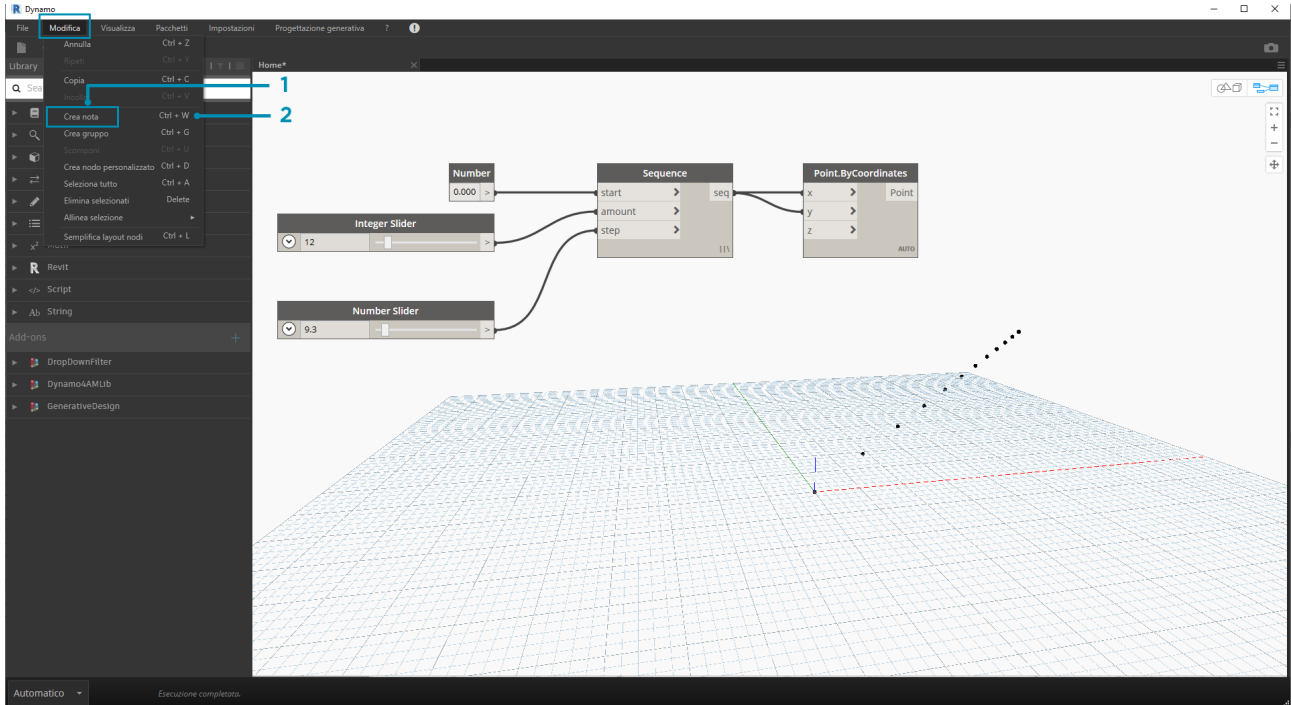 Dynamo
File Modifica Visualizza Pacchetti Impostazioni Progettazione generativa ?
Annulla Ctrl + Z
Ripeti Ctrl + Y
Library
Home*
Copia Ctrl + C
1
Sea
Incolla Ctrl + V
Crea nota Ctrl + W
2
Crea gruppo Ctrl + G
Scomponi Ctrl + U
Crea nodo personalizzato Ctrl + D
Seleziona tutto Ctrl + A
Elimina selezionati Delete
Allinea selezione
Semplifica layout nodi Ctrl + L
Math
Revit
Script
Ab String
Add-ons
DropDownFilter
Dynamo4AMLib
GenerativeDesign
Number
0.000 >
Integer Slider
12 >
Number Slider
9.3 >
Sequence
start > seq
amount >
step >
Point.ByCoordinates
x > Point
y >
z >
AUTO
Automatico
Esecuzione completata.